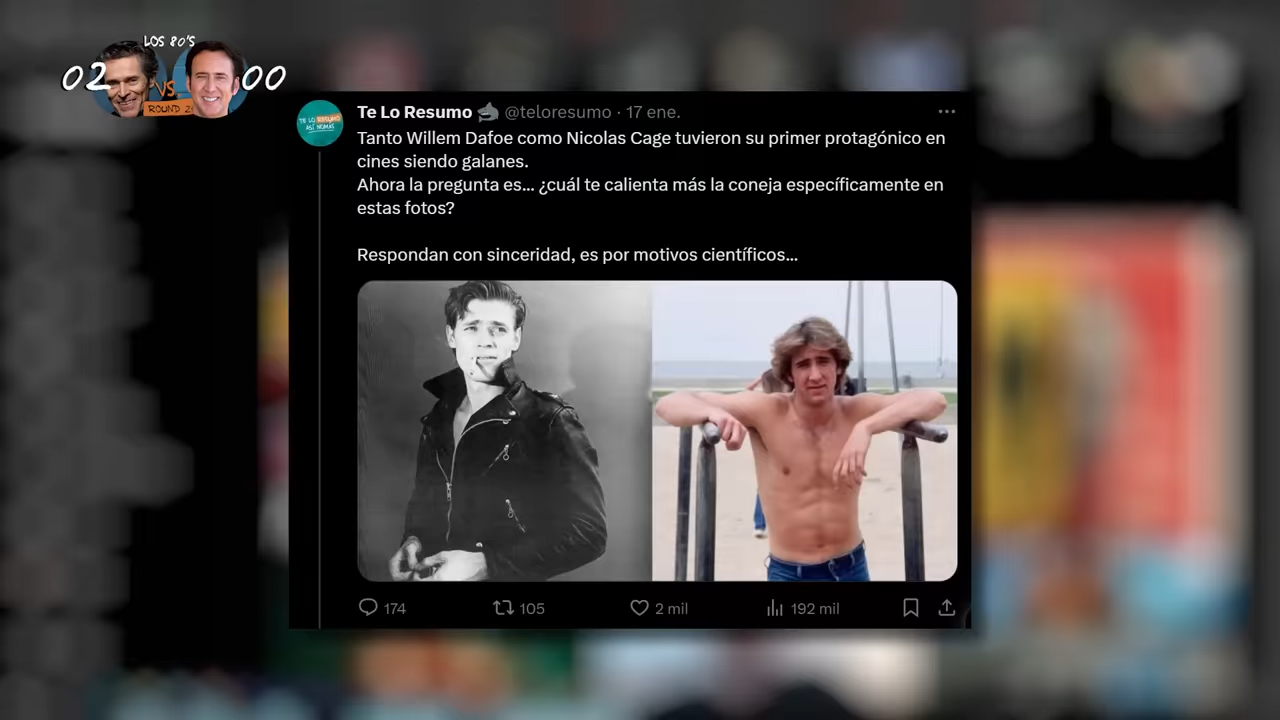 LOS 80'S
02
VS
00
ROUND 2
Te Lo Resumo @teloresumo · 17 ene.
TE LO RESUMO
ASÍ NOMÁS
Tanto Willem Dafoe como Nicolas Cage tuvieron su primer protagónico en
cines siendo galanes.
Ahora la pregunta es... ¿cuál te calienta más la coneja específicamente en
estas fotos?
Respondan con sinceridad, es por motivos científicos...
174
105
2 mil
192 mil